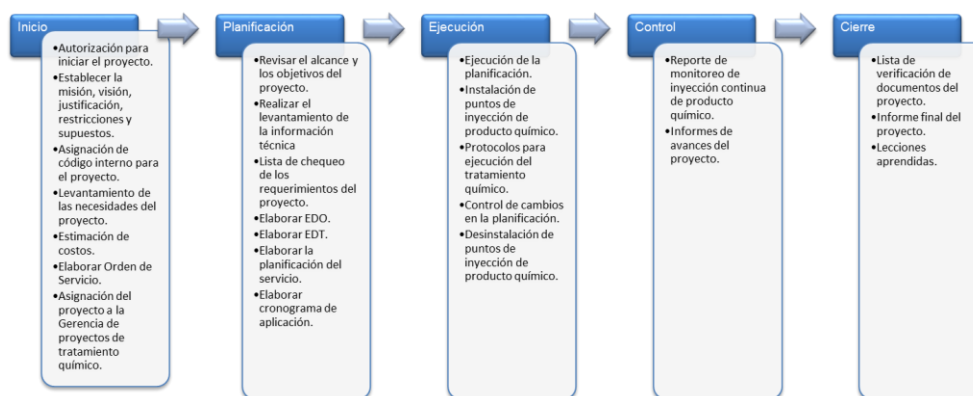 Inicio
•Autorización para
iniciar el proyecto.
•Establecer la
misión, visión,
justificación,
restricciones y
supuestos.
•Asignación de
código interno para
el proyecto.
•Levantamiento de
las necesidades del
proyecto.
•Estimación de
costos.
•Elaborar Orden de
Servicio.
•Asignación del
proyecto a la
Gerencia de
proyectos de
tratamiento
químico.
Planificación
•Revisar el alcance y
los objetivos del
proyecto.
•Realizar el
levantamiento de
la información
técnica
•Lista de chequeo
de los
requerimientos del
proyecto.
•Elaborar EDO.
•Elaborar EDT.
•Elaborar la
planificación del
servicio.
•Elaborar
cronograma de
aplicación.
Ejecución
•Ejecución de la
planificación.
•Instalación de
puntos de
inyección de
producto químico.
•Protocolos para
ejecución del
tratamiento
químico.
•Control de cambios
en la planificación.
•Desinstalación de
puntos de
inyección de
producto químico.
Control
•Reporte de
monitoreo de
inyección continua
de producto
químico.
•Informes de
avances del
proyecto.
Cierre
•Lista de
verificación de
documentos del
proyecto.
•Informe final del
proyecto.
•Lecciones
aprendidas.